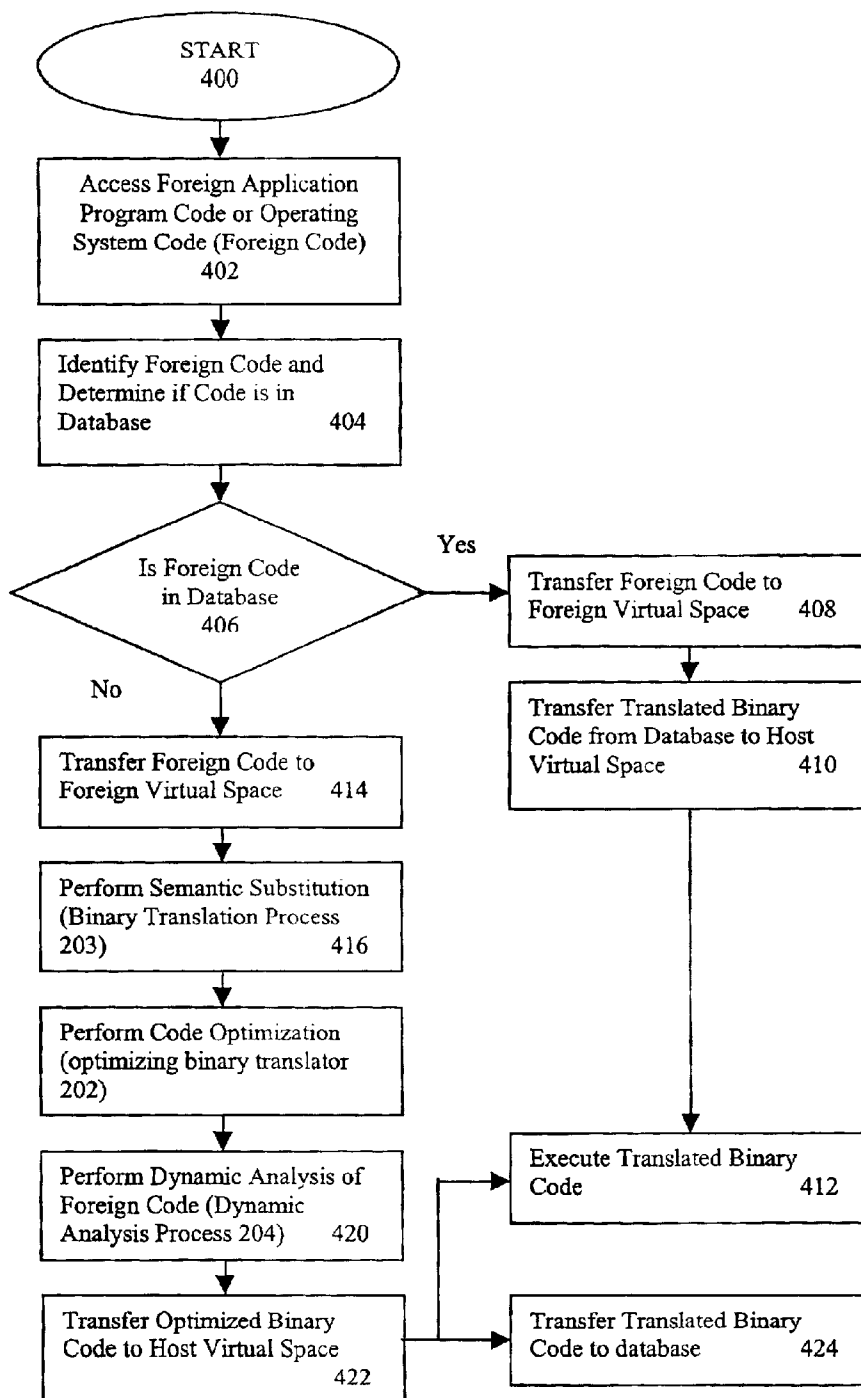 START
400
Access Foreign Application
Program Code or Operating
System Code (Foreign Code)
402
Identify Foreign Code and
Determine if Code is in
Database 404
Is Foreign Code
in Database
406
Yes
No
Transfer Foreign Code to
Foreign Virtual Space 408
Transfer Translated Binary
Code from Database to Host
Virtual Space 410
Transfer Foreign Code to
Foreign Virtual Space 414
Perform Semantic Substitution
(Binary Translation Process
203) 416
Perform Code Optimization
(optimizing binary translator
202)
Perform Dynamic Analysis of
Foreign Code (Dynamic
Analysis Process 204) 420
Execute Translated Binary
Code 412
Transfer Optimized Binary
Code to Host Virtual Space
422
Transfer Translated Binary
Code to database 424